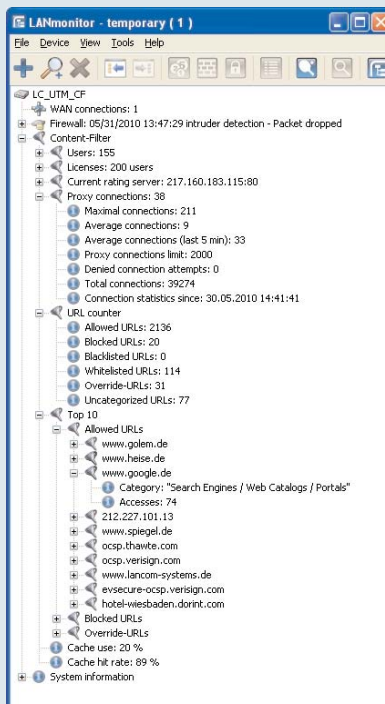 LANmonitor - temporary ( 1 )
File Device View Tools Help
LC_UTM_CF
WAN connections: 1
Firewall: 05/31/2010 13:47:29 intruder detection - Packet dropped
Content-Filter
Users: 155
Licenses: 200 users
Current rating server: 217.160.183.115:80
Proxy connections: 38
Maximal connections: 211
Average connections: 9
Average connections (last 5 min): 33
Proxy connections limit: 2000
Denied connection attempts: 0
Total connections: 39274
Connection statistics since: 30.05.2010 14:41:41
URL counter
Allowed URLs: 2136
Blocked URLs: 20
Blacklisted URLs: 0
Whitelisted URLs: 114
Override-URLs: 31
Uncategorized URLs: 77
Top 10
Allowed URLs
www.golem.de
www.heise.de
www.google.de
Category: "Search Engines / Web Catalogs / Portals"
Accesses: 74
212.227.101.13
www.spiegel.de
ocsp.thawte.com
ocsp.verisign.com
www.lancom-systems.de
evsecure-ocsp.verisign.com
hotel-wiesbaden.dorint.com
Blocked URLs
Override-URLs
Cache use: 20 %
Cache hit rate: 89 %
System information